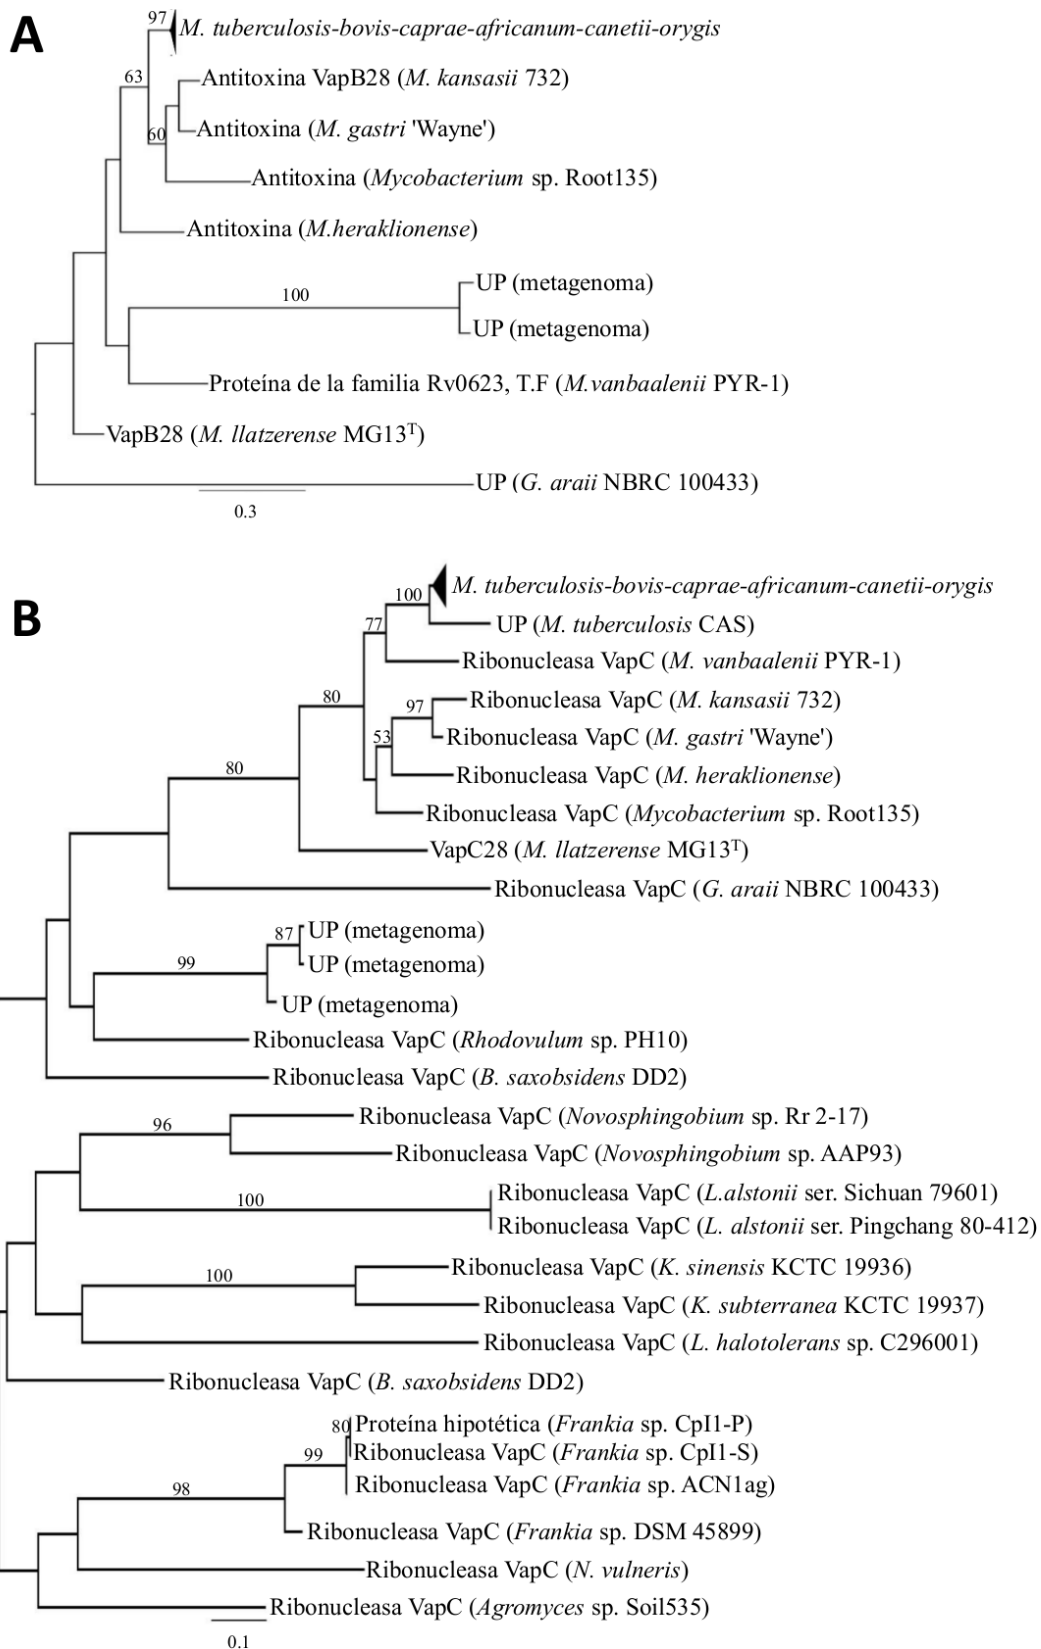 A
97
M. tuberculosis-bovis-caprae-africanum-canetii-orygis
63
Antitoxina VapB28 (M. kansasii 732)
60
Antitoxina (M. gastri 'Wayne')
Antitoxina (Mycobacterium sp. Root135)
Antitoxina (M.heraklionense)
UP (metagenoma)
100
UP (metagenoma)
Proteína de la familia Rv0623, T.F (M.vanbaalenii PYR-1)
VapB28 (M. llatzerense MG13ᵀ)
UP (G. araii NBRC 100433)
0.3
B
M. tuberculosis-bovis-caprae-africanum-canetii-orygis
100
UP (M. tuberculosis CAS)
77
Ribonucleasa VapC (M. vanbaalenii PYR-1)
80
Ribonucleasa VapC (M. kansasii 732)
97
Ribonucleasa VapC (M. gastri 'Wayne')
53
Ribonucleasa VapC (M. heraklionense)
80
Ribonucleasa VapC (Mycobacterium sp. Root135)
VapC28 (M. llatzerense MG13ᵀ)
Ribonucleasa VapC (G. araii NBRC 100433)
87
UP (metagenoma)
UP (metagenoma)
99
UP (metagenoma)
Ribonucleasa VapC (Rhodovulum sp. PH10)
Ribonucleasa VapC (B. saxobsidens DD2)
Ribonucleasa VapC (Novosphingobium sp. Rr 2-17)
96
Ribonucleasa VapC (Novosphingobium sp. AAP93)
Ribonucleasa VapC (L.alstonii ser. Sichuan 79601)
100
Ribonucleasa VapC (L. alstonii ser. Pingchang 80-412)
Ribonucleasa VapC (K. sinensis KCTC 19936)
100
Ribonucleasa VapC (K. subterranea KCTC 19937)
Ribonucleasa VapC (L. halotolerans sp. C296001)
Ribonucleasa VapC (B. saxobsidens DD2)
80
Proteína hipotética (Frankia sp. CpI1-P)
Ribonucleasa VapC (Frankia sp. CpI1-S)
99
Ribonucleasa VapC (Frankia sp. ACN1ag)
98
Ribonucleasa VapC (Frankia sp. DSM 45899)
Ribonucleasa VapC (N. vulneris)
Ribonucleasa VapC (Agromyces sp. Soil535)
0.1